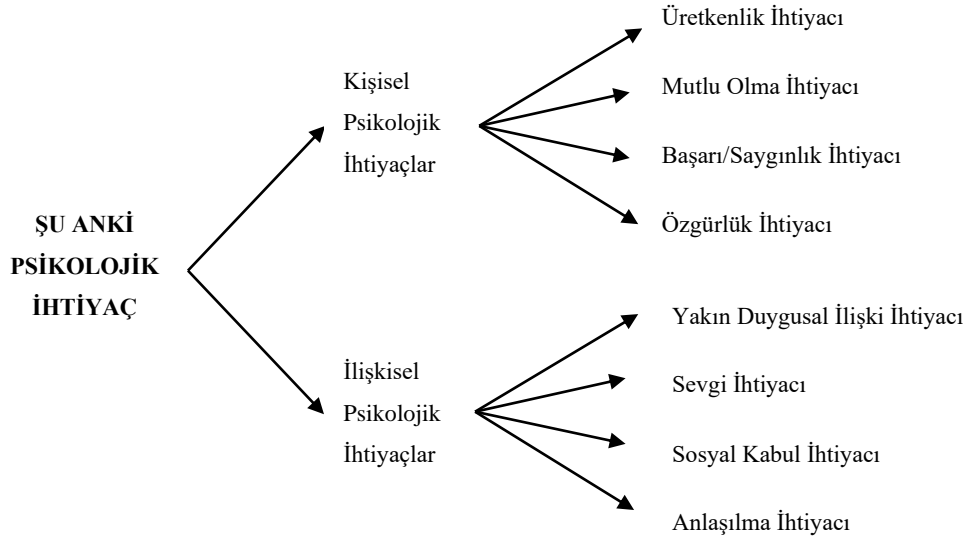 ŞU ANKİ
PSİKOLOJİK
İHTİYAÇ
Kişisel
Psikolojik
İhtiyaçlar
Üretkenlik İhtiyacı
Mutlu Olma İhtiyacı
Başarı/Saygınlık İhtiyacı
Özgürlük İhtiyacı
İlişkisel
Psikolojik
İhtiyaçlar
Yakın Duygusal İlişki İhtiyacı
Sevgi İhtiyacı
Sosyal Kabul İhtiyacı
Anlaşılma İhtiyacı